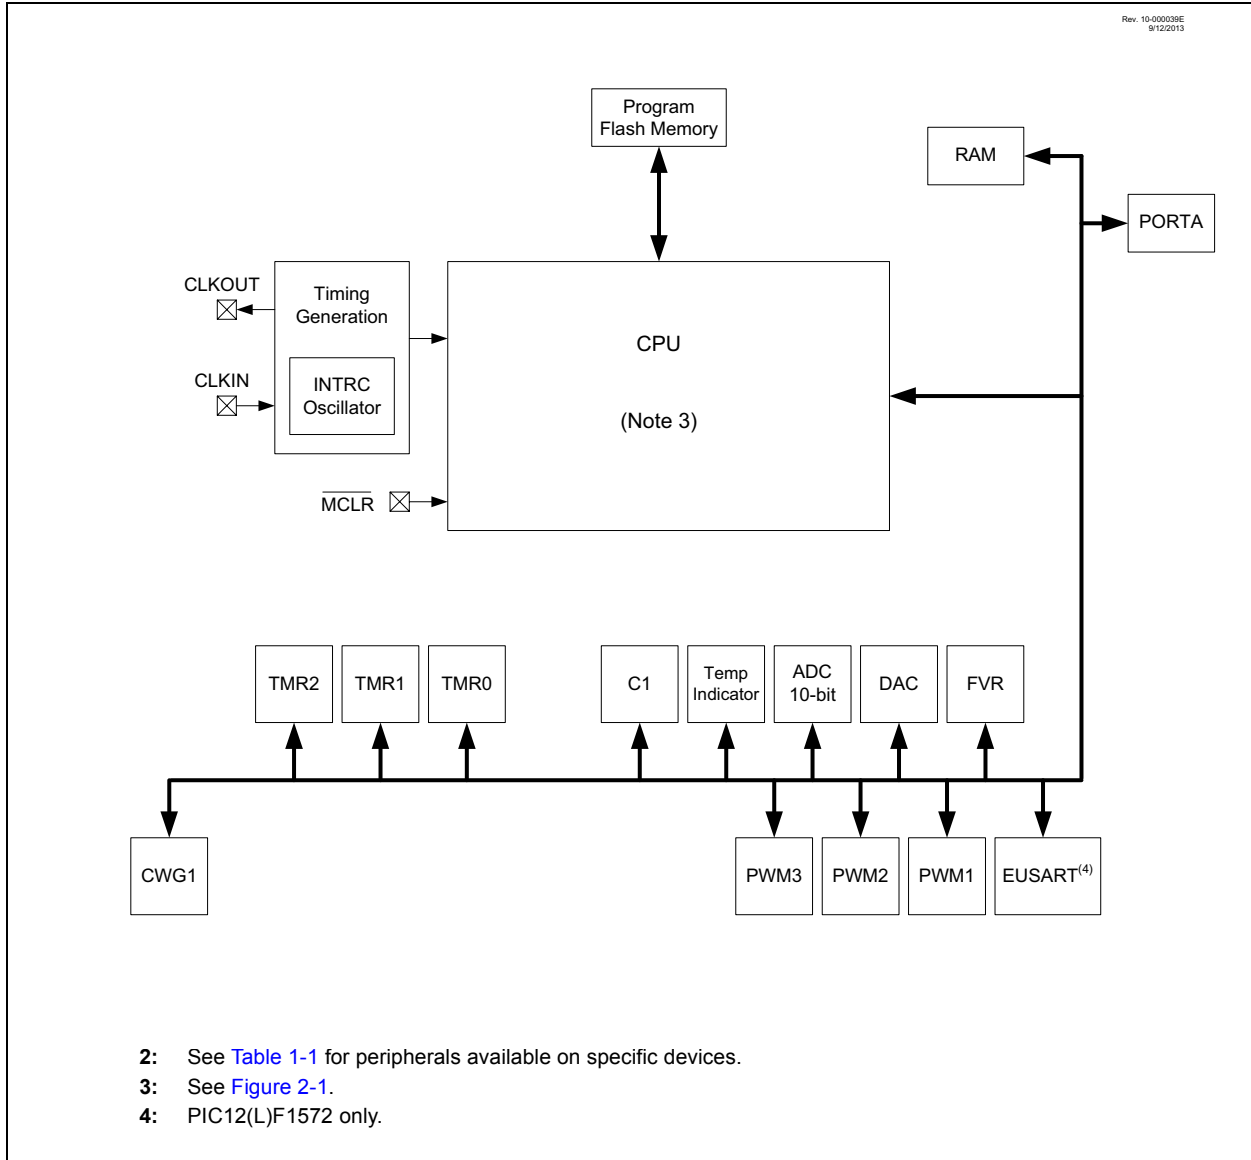 Rev. 10-000039E
9/12/2013
Program
Flash Memory
RAM
PORTA
CLKOUT
Timing
Generation
CPU
CLKIN
INTRC
Oscillator
(Note 3)
MCLR
TMR2
TMR1
TMR0
C1
Temp
Indicator
ADC
10-bit
DAC
FVR
CWG1
PWM3
PWM2
PWM1
EUSART(4)
2: See Table 1-1 for peripherals available on specific devices.
3: See Figure 2-1.
4: PIC12(L)F1572 only.